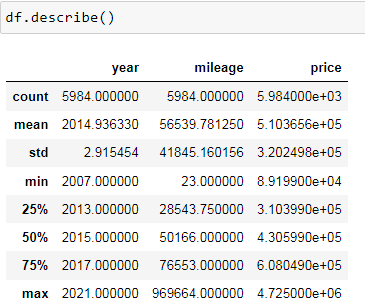 df.describe()
year mileage price
count 5984.000000 5984.000000 5.984000e+03
mean 2014.936330 56539.781250 5.103656e+05
std 2.915454 41845.160156 3.202498e+05
min 2007.000000 23.000000 8.919900e+04
25% 2013.000000 28543.750000 3.103990e+05
50% 2015.000000 50166.000000 4.305990e+05
75% 2017.000000 76553.000000 6.080490e+05
max 2021.000000 969664.000000 4.725000e+06